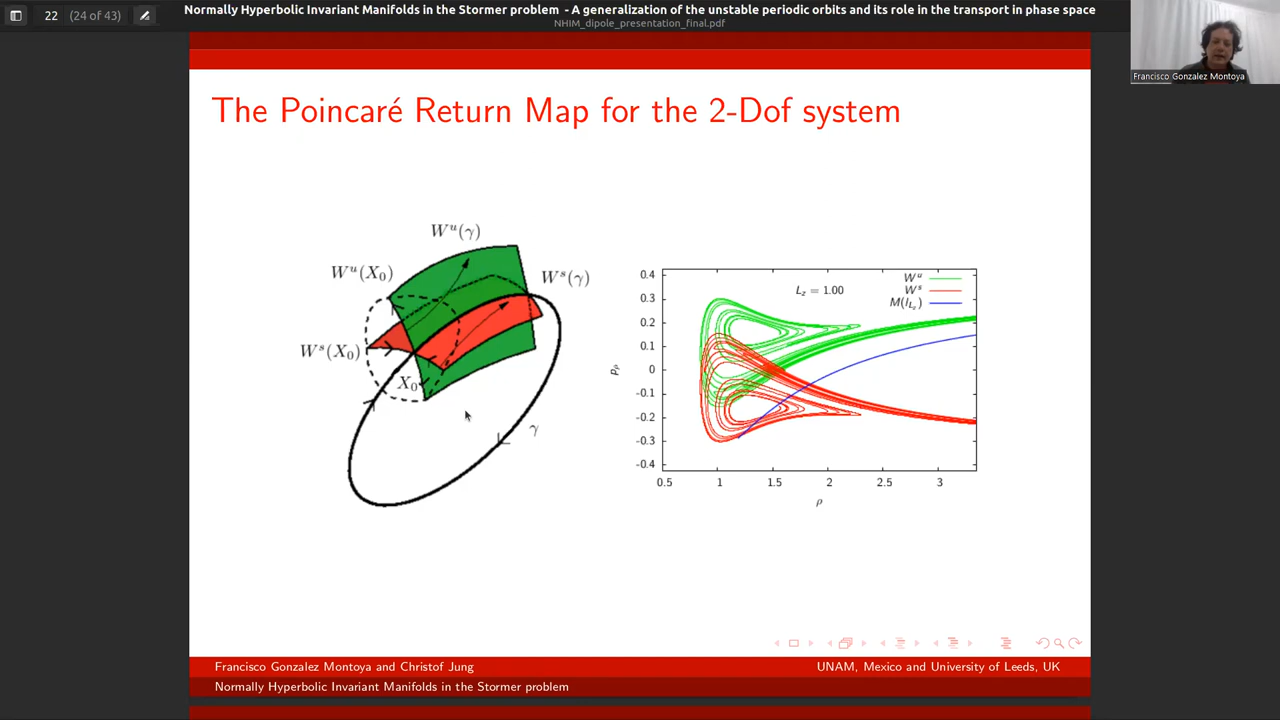 22 (24 of 43)
Normally Hyperbolic Invariant Manifolds in the Stormer problem - A generalization of the unstable periodic orbits and its role in the transport in phase space
NHIM_dipole_presentation_final.pdf
Francisco Gonzalez Montoya
The Poincaré Return Map for the 2-Dof system
W^u(γ)
W^u(X_0)
W^s(γ)
W^s(X_0)
X_0
γ
W^u
L_z = 1.00
W^s
M(l_{L_z})
0.4
0.3
0.2
0.1
0
-0.1
-0.2
-0.3
-0.4
p_ρ
0.5 1 1.5 2 2.5 3
ρ
Francisco Gonzalez Montoya and Christof Jung
UNAM, Mexico and University of Leeds, UK
Normally Hyperbolic Invariant Manifolds in the Stormer problem